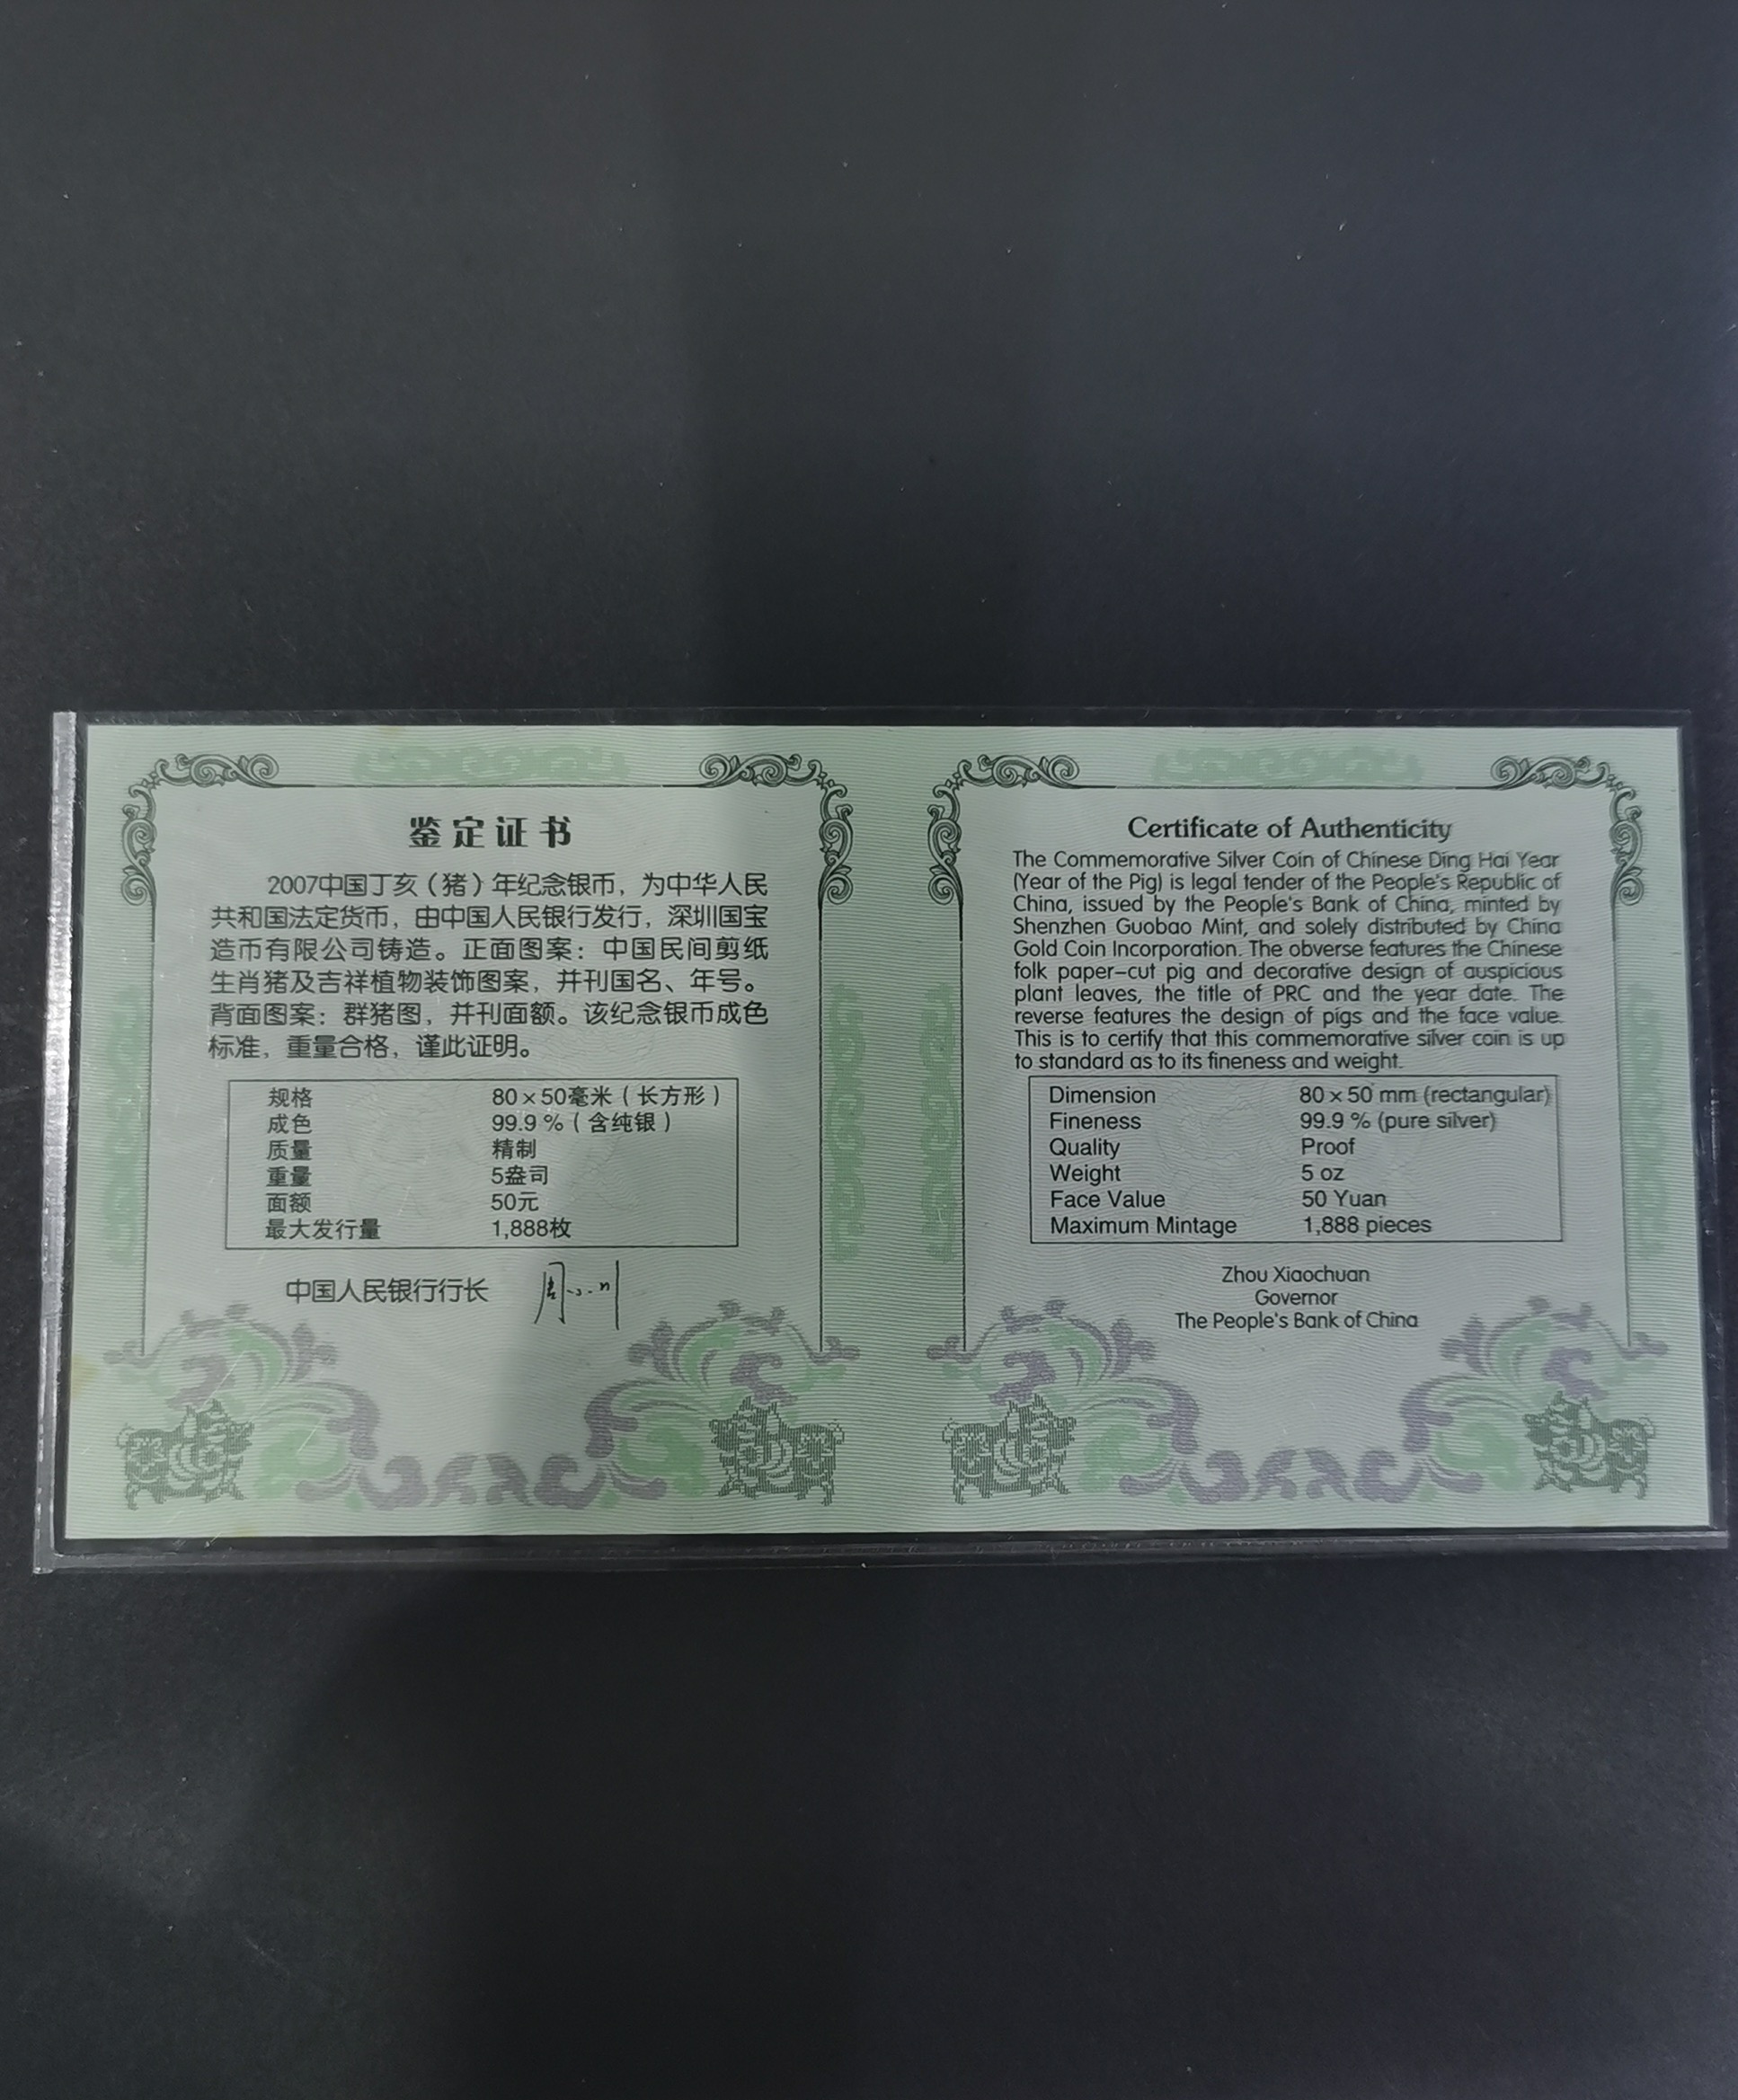 鉴定证书
2007中国丁亥（猪）年纪念银币，为中华人民
共和国法定货币，由中国人民银行发行，深圳国宝
造币有限公司铸造。正面图案：中国民间剪纸
生肖猪及吉祥植物装饰图案，并刊国名、年号。
背面图案：群猪图，并刊面额。该纪念银币成色
标准，重量合格，谨此证明。
规格 80×50毫米（长方形）
成色 99.9%（含纯银）
质量 精制
重量 5盎司
面额 50元
最大发行量 1,888枚
中国人民银行行长 周小川
Certificate of Authenticity
The Commemorative Silver Coin of Chinese Ding Hai Year
(Year of the Pig) is legal tender of the People's Republic of
China, issued by the People's Bank of China, minted by
Shenzhen Guobao Mint, and solely distributed by China
Gold Coin Incorporation. The obverse features the Chinese
folk paper-cut pig and decorative design of auspicious
plant leaves, the title of PRC and the year date. The
reverse features the design of pigs and the face value.
This is to certify that this commemorative silver coin is up
to standard as to its fineness and weight.
Dimension 80×50 mm (rectangular)
Fineness 99.9 % (pure silver)
Quality Proof
Weight 5 oz
Face Value 50 Yuan
Maximum Mintage 1,888 pieces
Zhou Xiaochuan
Governor
The People's Bank of China